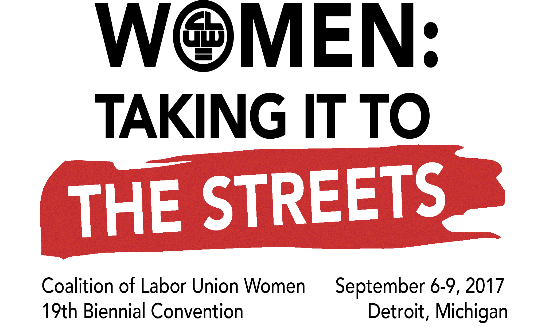 WOMEN:
TAKING IT TO
THE STREETS
Coalition of Labor Union Women September 6-9, 2017
19th Biennial Convention Detroit, Michigan